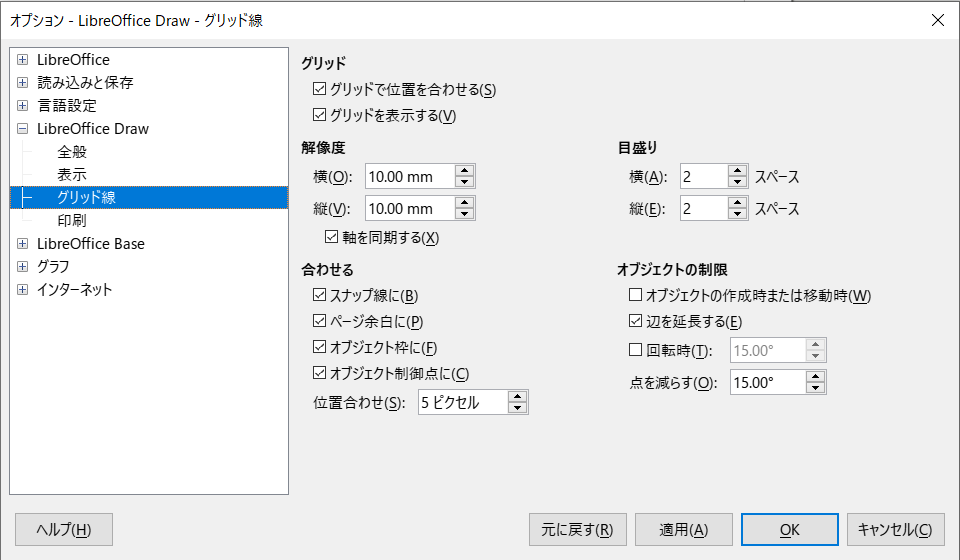 オプション - LibreOffice Draw - グリッド線
LibreOffice
読み込みと保存
言語設定
LibreOffice Draw
全般
表示
グリッド線
印刷
LibreOffice Base
グラフ
インターネット
グリッド
グリッドで位置を合わせる(S)
グリッドを表示する(V)
解像度
横(O): 10.00 mm
縦(V): 10.00 mm
軸を同期する(X)
目盛り
横(A): 2 スペース
縦(E): 2 スペース
合わせる
スナップ線に(B)
ページ余白に(P)
オブジェクト枠に(F)
オブジェクト制御点に(C)
位置合わせ(S): 5 ピクセル
オブジェクトの制限
オブジェクトの作成時または移動時(W)
辺を延長する(E)
回転時(T): 15.00°
点を減らす(O): 15.00°
ヘルプ(H) 元に戻す(R) 適用(A) OK キャンセル(C)